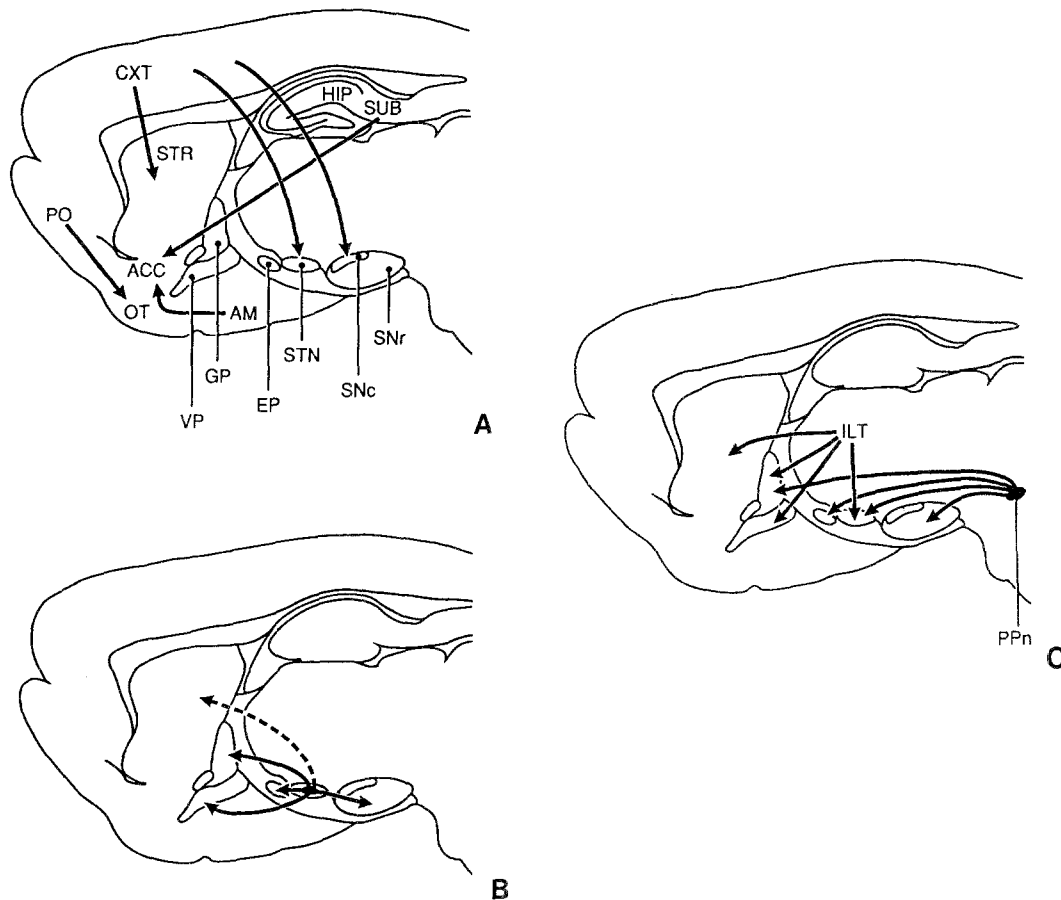 CXT
HIP
SUB
STR
PO
ACC
OT
AM
SNr
STN
GP
SNc
EP
VP
A
ILT
PPn
C
B